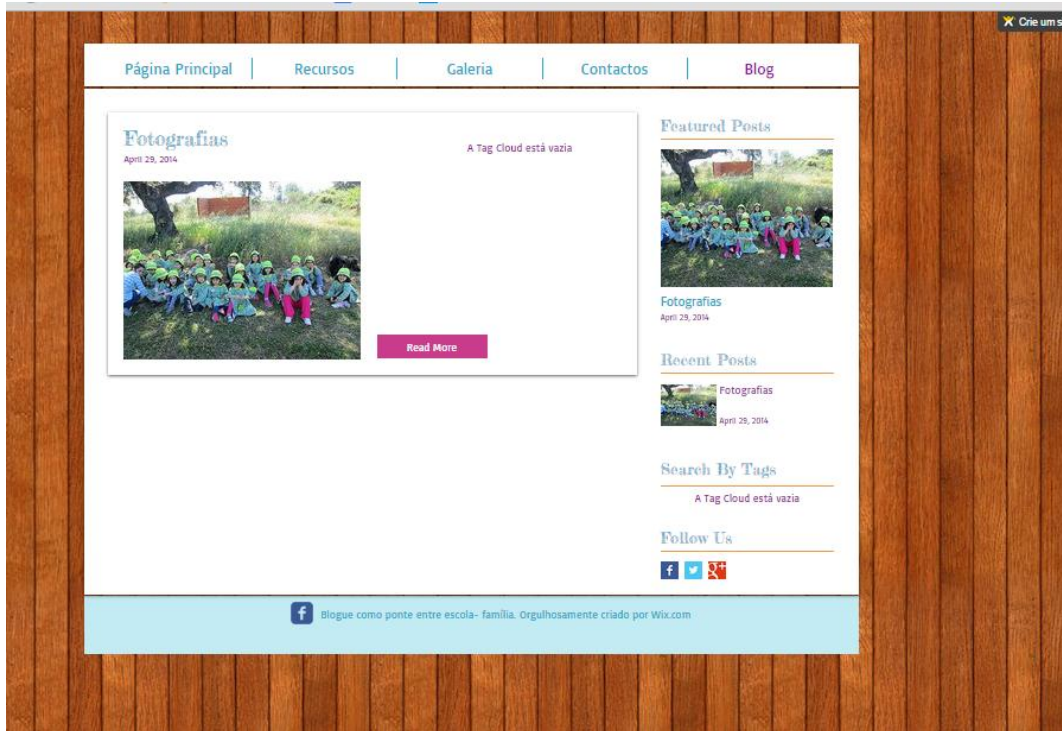 Crie um s
Página Principal
Recursos
Galeria
Contactos
Blog
Fotografias
April 29, 2014
A Tag Cloud está vazia
Read More
Featured Posts
Fotografias
April 29, 2014
Recent Posts
Fotografias
April 29, 2014
Search By Tags
A Tag Cloud está vazia
Follow Us
Blogue como ponte entre escola- família. Orgulhosamente criado por Wix.com